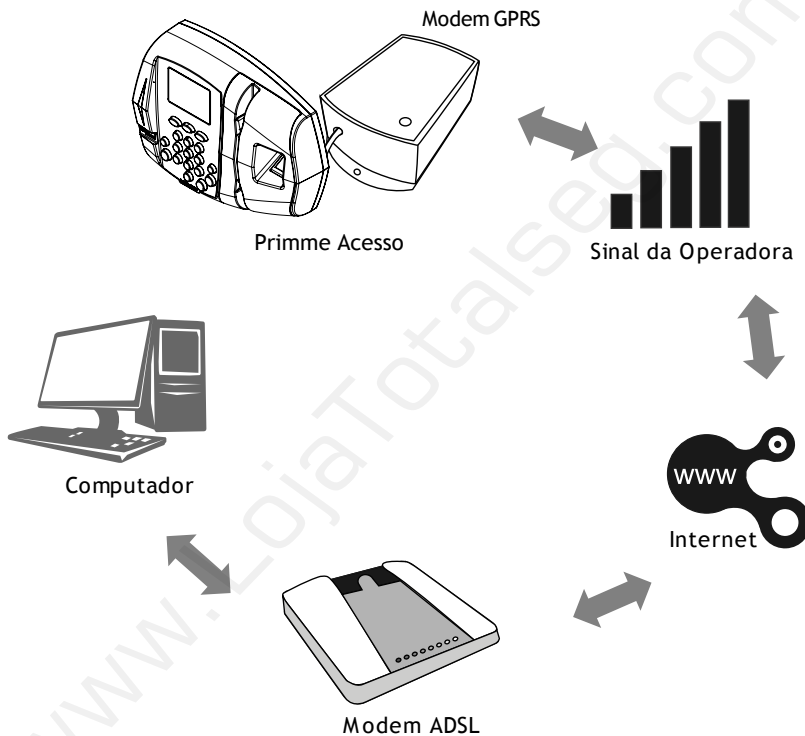 Modem GPRS
Primme Acesso
Sinal da Operadora
Computador
www
Internet
Modem ADSL
www.LojaTotalseg.com